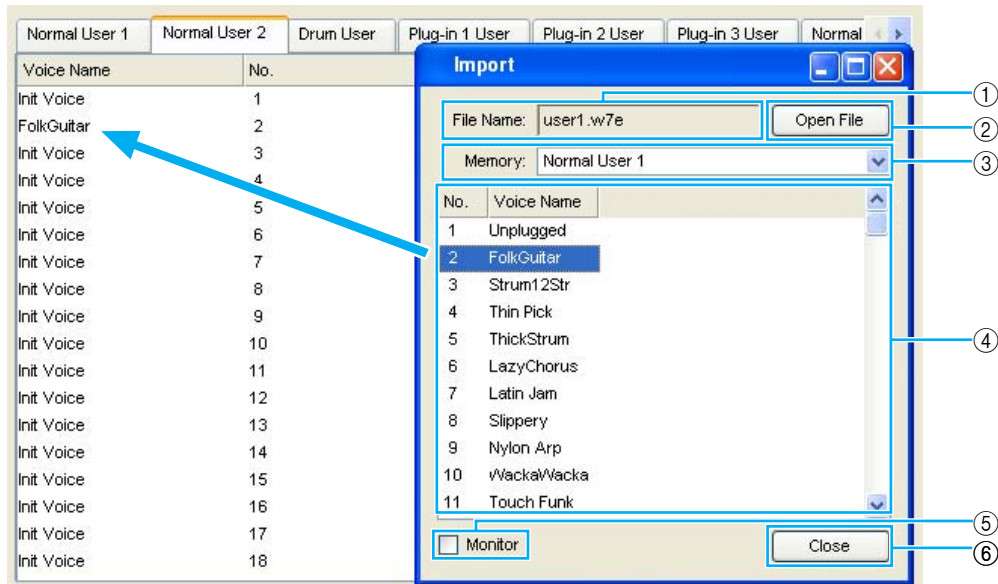 Normal User 1 Normal User 2 Drum User Plug-in 1 User Plug-in 2 User Plug-in 3 User Normal
Voice Name No.
Init Voice 1
FolkGuitar 2
Init Voice 3
Init Voice 4
Init Voice 5
Init Voice 6
Init Voice 7
Init Voice 8
Init Voice 9
Init Voice 10
Init Voice 11
Init Voice 12
Init Voice 13
Init Voice 14
Init Voice 15
Init Voice 16
Init Voice 17
Init Voice 18
Import
File Name: user1.w7e Open File
Memory: Normal User 1
No. Voice Name
1 Unplugged
2 FolkGuitar
3 Strum12Str
4 Thin Pick
5 ThickStrum
6 LazyChorus
7 Latin Jam
8 Slippery
9 Nylon Arp
10 WackaWacka
11 Touch Funk
Monitor Close
①
②
③
④
⑤
⑥